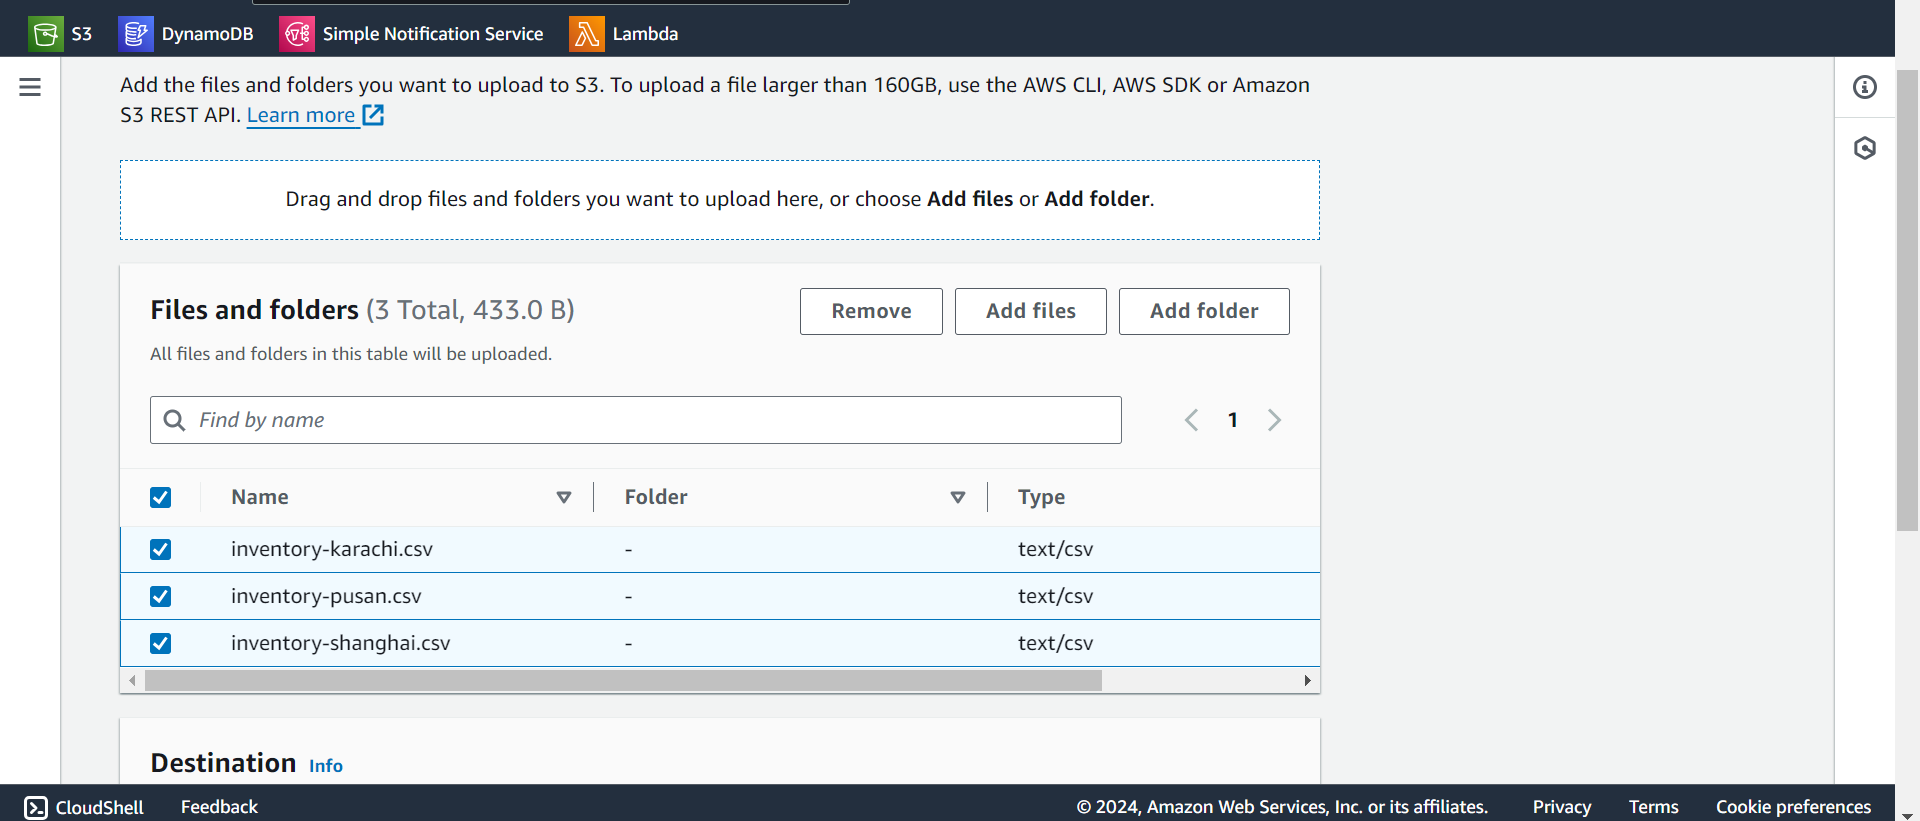 S3 DynamoDB Simple Notification Service Lambda
Add the files and folders you want to upload to S3. To upload a file larger than 160GB, use the AWS CLI, AWS SDK or Amazon
S3 REST API. Learn more
Drag and drop files and folders you want to upload here, or choose Add files or Add folder.
Files and folders (3 Total, 433.0 B)
Remove Add files Add folder
All files and folders in this table will be uploaded.
Find by name
1
Name Folder Type
inventory-karachi.csv - text/csv
inventory-pusan.csv - text/csv
inventory-shanghai.csv - text/csv
Destination Info
CloudShell Feedback © 2024, Amazon Web Services, Inc. or its affiliates. Privacy Terms Cookie preferences